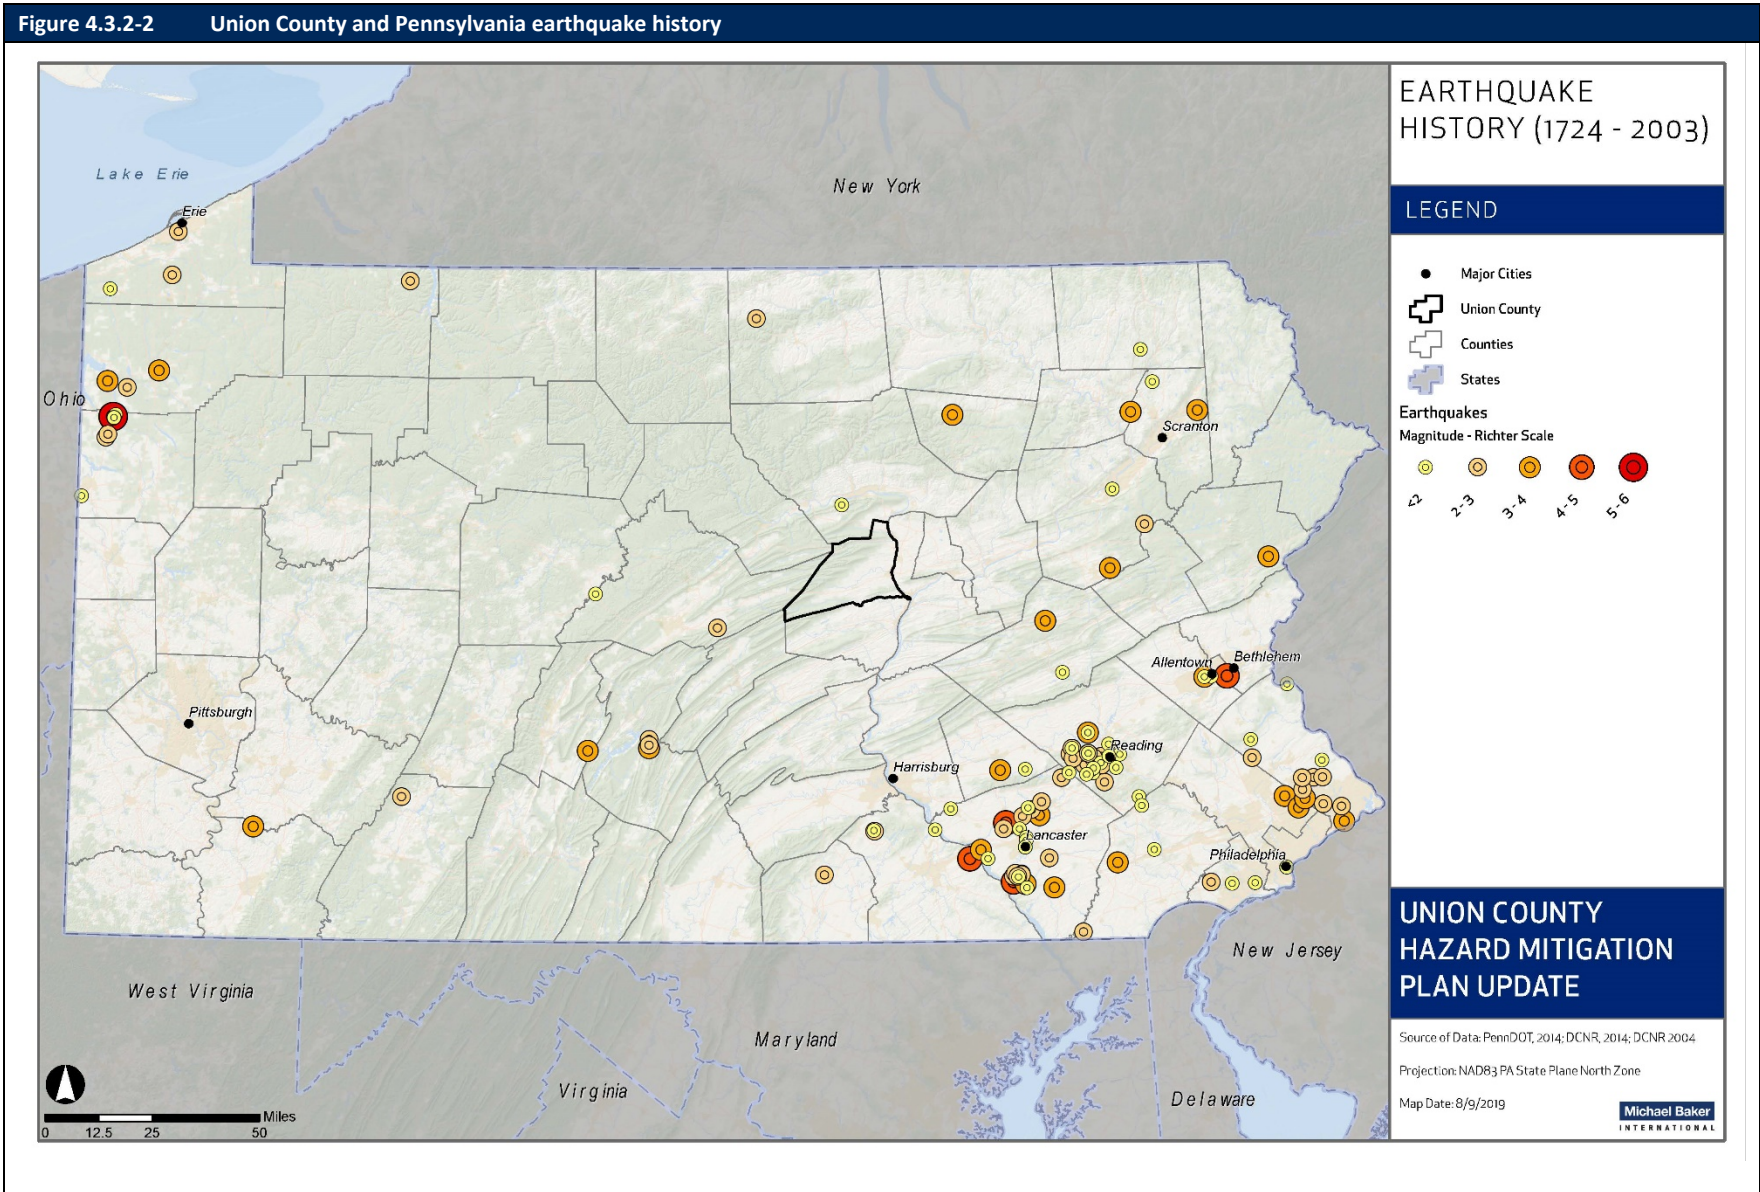 Figure 4.3.2-2 Union County and Pennsylvania earthquake history
EARTHQUAKE
HISTORY (1724 - 2003)
LEGEND
Major Cities
Union County
Counties
States
Earthquakes
Magnitude - Richter Scale
<2
2-3
3-4
4-5
5-6
Lake Erie
New York
Erie
Ohio
Scranton
Allentown
Bethlehem
Pittsburgh
Harrisburg
Reading
Lancaster
Philadelphia
New Jersey
West Virginia
Maryland
Virginia
Delaware
Miles
0 12.5 25 50
UNION COUNTY
HAZARD MITIGATION
PLAN UPDATE
Source of Data: PennDOT, 2014; DCNR, 2014; DCNR 2004
Projection: NAD83 PA State Plane North Zone
Map Date: 8/9/2019
Michael Baker
INTERNATIONAL